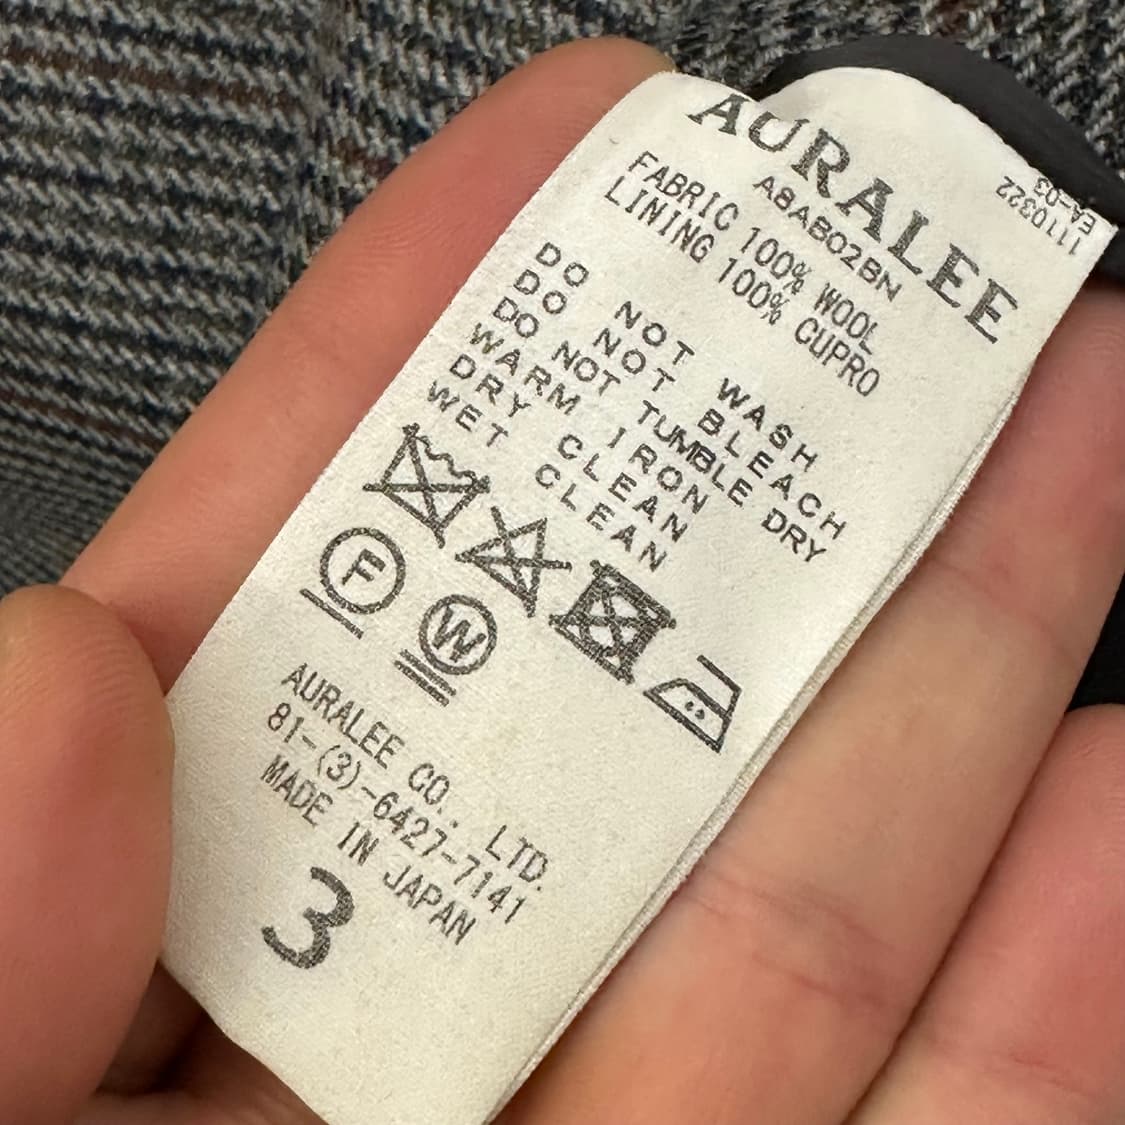 AURALEE
A8AB02BN
FABRIC 100% WOOL
LINING 100% CUPRO
DO NOT WASH
DO NOT BLEACH
DO NOT TUMBLE DRY
WARM IRON
DRY CLEAN
WET CLEAN
F
W
AURALEE CO., LTD.
81-(3)-6427-7141
MADE IN JAPAN
3
1110322
EA-03